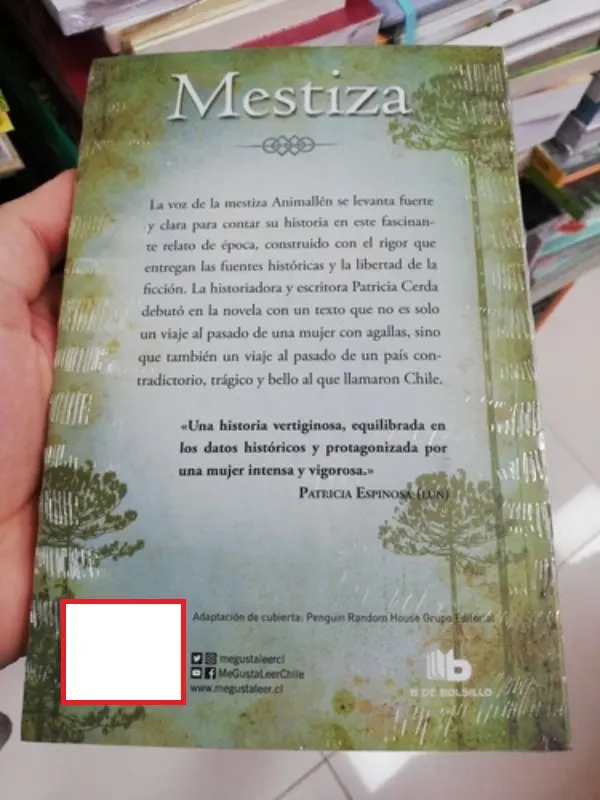 Mestiza
La voz de la mestiza Animallén se levanta fuerte
y clara para contar su historia en este fascinan-
te relato de época, construido con el rigor que
entregan las fuentes históricas y la libertad de la
ficción. La historiadora y escritora Patricia Cerda
debutó en la novela con un texto que no es solo
un viaje al pasado de una mujer con agallas, sino
que también un viaje al pasado de un país con-
tradictorio, trágico y bello al que llamaron Chile.
«Una historia vertiginosa, equilibrada en
los datos históricos y protagonizada por
una mujer intensa y vigorosa.»
Patricia Espinosa (LUN)
Adaptación de cubierta: Penguin Random House Grupo Editorial
megustaleercl
MeGustaLeerChile
www.megustaleer.cl
b
B DE BOLSILLO